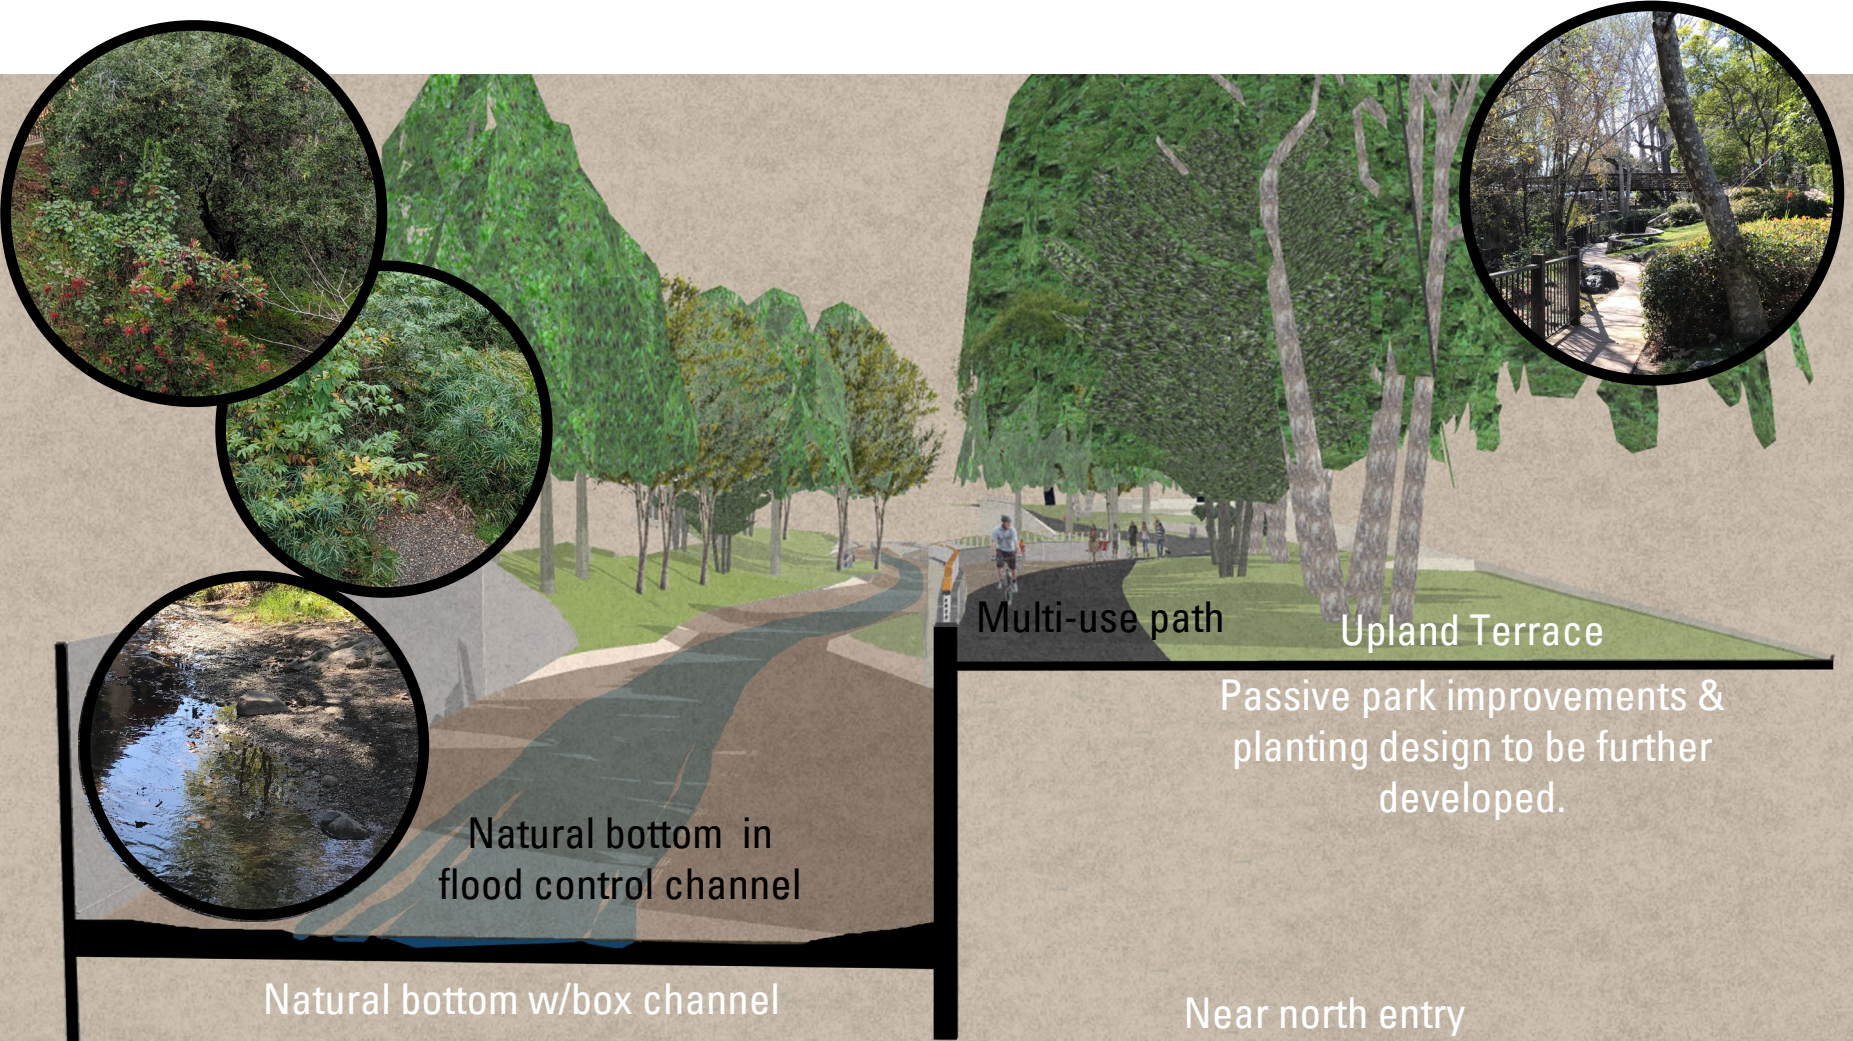 Multi-use path
Upland Terrace
Passive park improvements &
planting design to be further
developed.
Natural bottom in
flood control channel
Natural bottom w/box channel
Near north entry